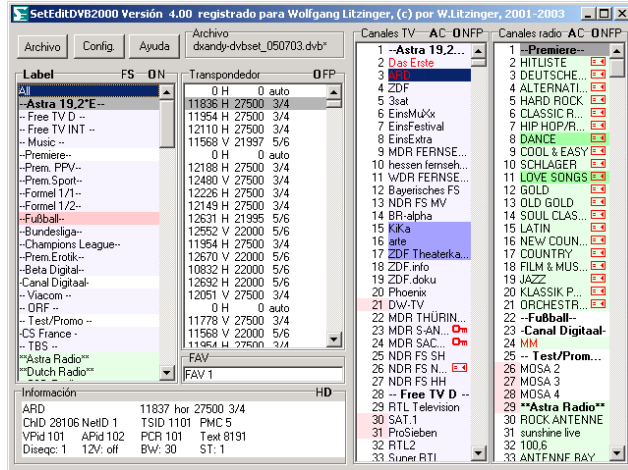 SetEditDVB2000 Versión 4.00 registrado para Wolfgang Litzinger, (c) por W.Litzinger, 2001-2003
Archivo
Config.
Ayuda
Archivo
dxandy-dvbset_050703.dvb*
Label FS ON
All
--Astra 19,2°E--
-- Free TV D --
-- Free TV INT --
-- Music --
--Premiere--
--Prem. PPV--
--Prem.Sport--
--Formel 1/1--
--Formel 1/2--
--Fußball--
--Bundesliga--
--Champions League--
--Prem.Erotik--
--Beta Digital--
-Canal Digitaal-
-- Viacom --
-- ORF --
-- Test/Promo --
-CS France -
-- TBS --
**Astra Radio**
**Dutch Radio**
Transpondedor OFP
0 H 0 auto
11836 H 27500 3/4
11954 H 27500 3/4
12110 H 27500 3/4
11568 V 21997 5/6
0 H 0 auto
12188 H 27500 3/4
12480 V 27500 3/4
12226 H 27500 3/4
12149 H 27500 3/4
12631 H 21995 5/6
12552 V 22000 5/6
11954 H 27500 3/4
12670 V 22000 5/6
10832 H 22000 5/6
12692 H 22000 5/6
12051 V 27500 3/4
0 H 0 auto
11778 V 27500 3/4
11568 V 22000 5/6
11954 H 27500 3/4
FAV
FAV 1
Información HD
ARD 11837 hor 27500 3/4
ChID 28106 NetID 1 TSID 1101 PMC 5
VPid 101 APid 102 PCR 101 Text 8191
Diseqc: 1 12V: off BW: 30 ST: 1
Canales TV AC ONFP
1 --Astra 19,2...
2 Das Erste
3 ARD
4 ZDF
5 3sat
6 EinsMuXx
7 EinsFestival
8 EinsExtra
9 MDR FERNSE...
10 hessen fernseh...
11 WDR FERNSE...
12 Bayerisches FS
13 NDR FS MV
14 BR-alpha
15 KiKa
16 arte
17 ZDF Theaterka...
18 ZDF.info
19 ZDF.doku
20 Phoenix
21 DW-TV
22 MDR THÜRIN...
23 MDR S-AN...
24 MDR SAC...
25 NDR FS SH
26 NDR FS N...
27 NDR FS HH
28 -- Free TV D --
29 RTL Television
30 SAT.1
31 ProSieben
32 RTL2
33 Super RTL
Canales radio AC ONFP
1 --Premiere--
2 HITLISTE
3 DEUTSCHE...
4 ALTERNATI...
5 HARD ROCK
6 CLASSIC R...
7 HIP HOP/R...
8 DANCE
9 COOL & EASY
10 SCHLAGER
11 LOVE SONGS
12 GOLD
13 OLD GOLD
14 SOUL CLAS...
15 LATIN
16 NEW COUN...
17 COUNTRY
18 FILM & MUS...
19 JAZZ
20 KLASSIK P...
21 ORCHESTR...
22 --Fußball--
23 -Canal Digitaal-
24 MM
25 -- Test/Prom...
26 MOSA 2
27 MOSA 3
28 MOSA 4
29 **Astra Radio**
30 ROCK ANTENNE
31 sunshine live
32 100,6
33 ANTENNE BAY